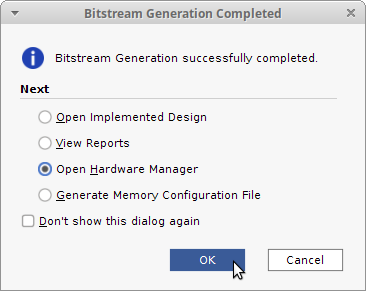 Bitstream Generation Completed
Bitstream Generation successfully completed.
Next
Open Implemented Design
View Reports
Open Hardware Manager
Generate Memory Configuration File
Don't show this dialog again
OK
Cancel